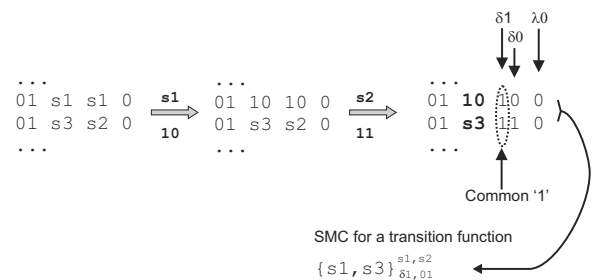 δ1
δ0
λ0
...
01 s1 s1 0
01 s3 s2 0
...
s1
10
...
01 10 10 0
01 s3 s2 0
...
s2
11
...
01 10 10 0
01 s3 11 0
...
Common '1'
SMC for a transition function
{s1,s3}δ1,01 s1,s2